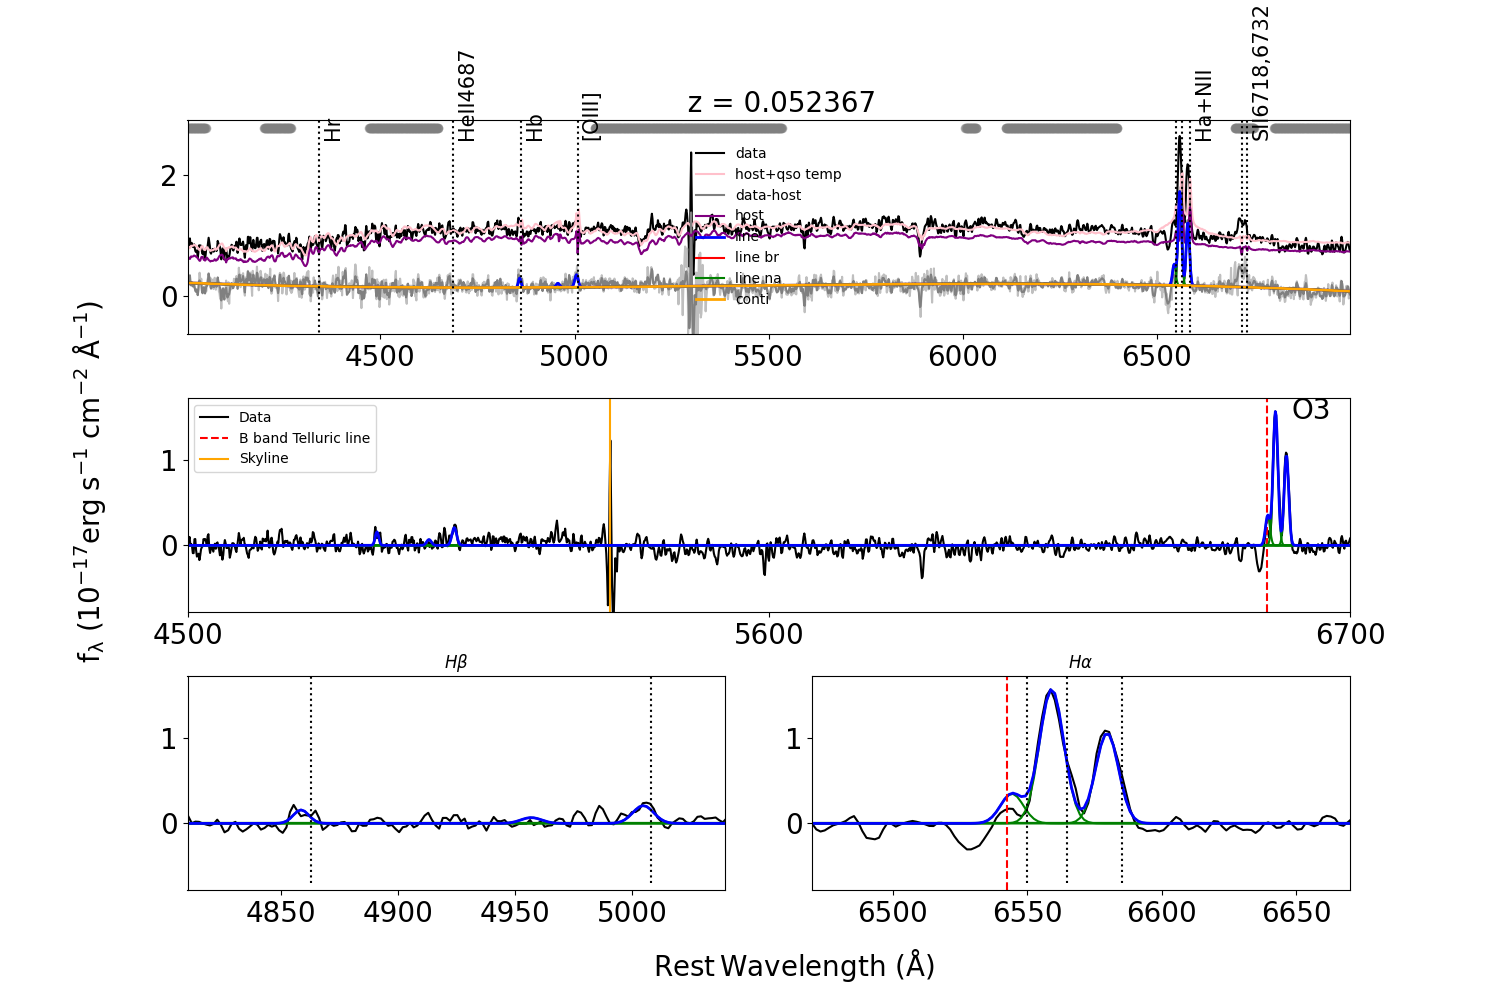 z = 0.052367
Hr
HeII4687
Hb
[OIII]
Ha+NII
SII6718,6732
data
host+qso temp
data-host
host
line
line br
line na
conti
2
0
4500 5000 5500 6000 6500
Data
B band Telluric line
Skyline
O3
1
0
4500 5600 6700
fλ (10−17erg s−1 cm−2 Å−1)
Hβ
1
0
4850 4900 4950 5000
Hα
1
0
6500 6550 6600 6650
Rest Wavelength (Å)